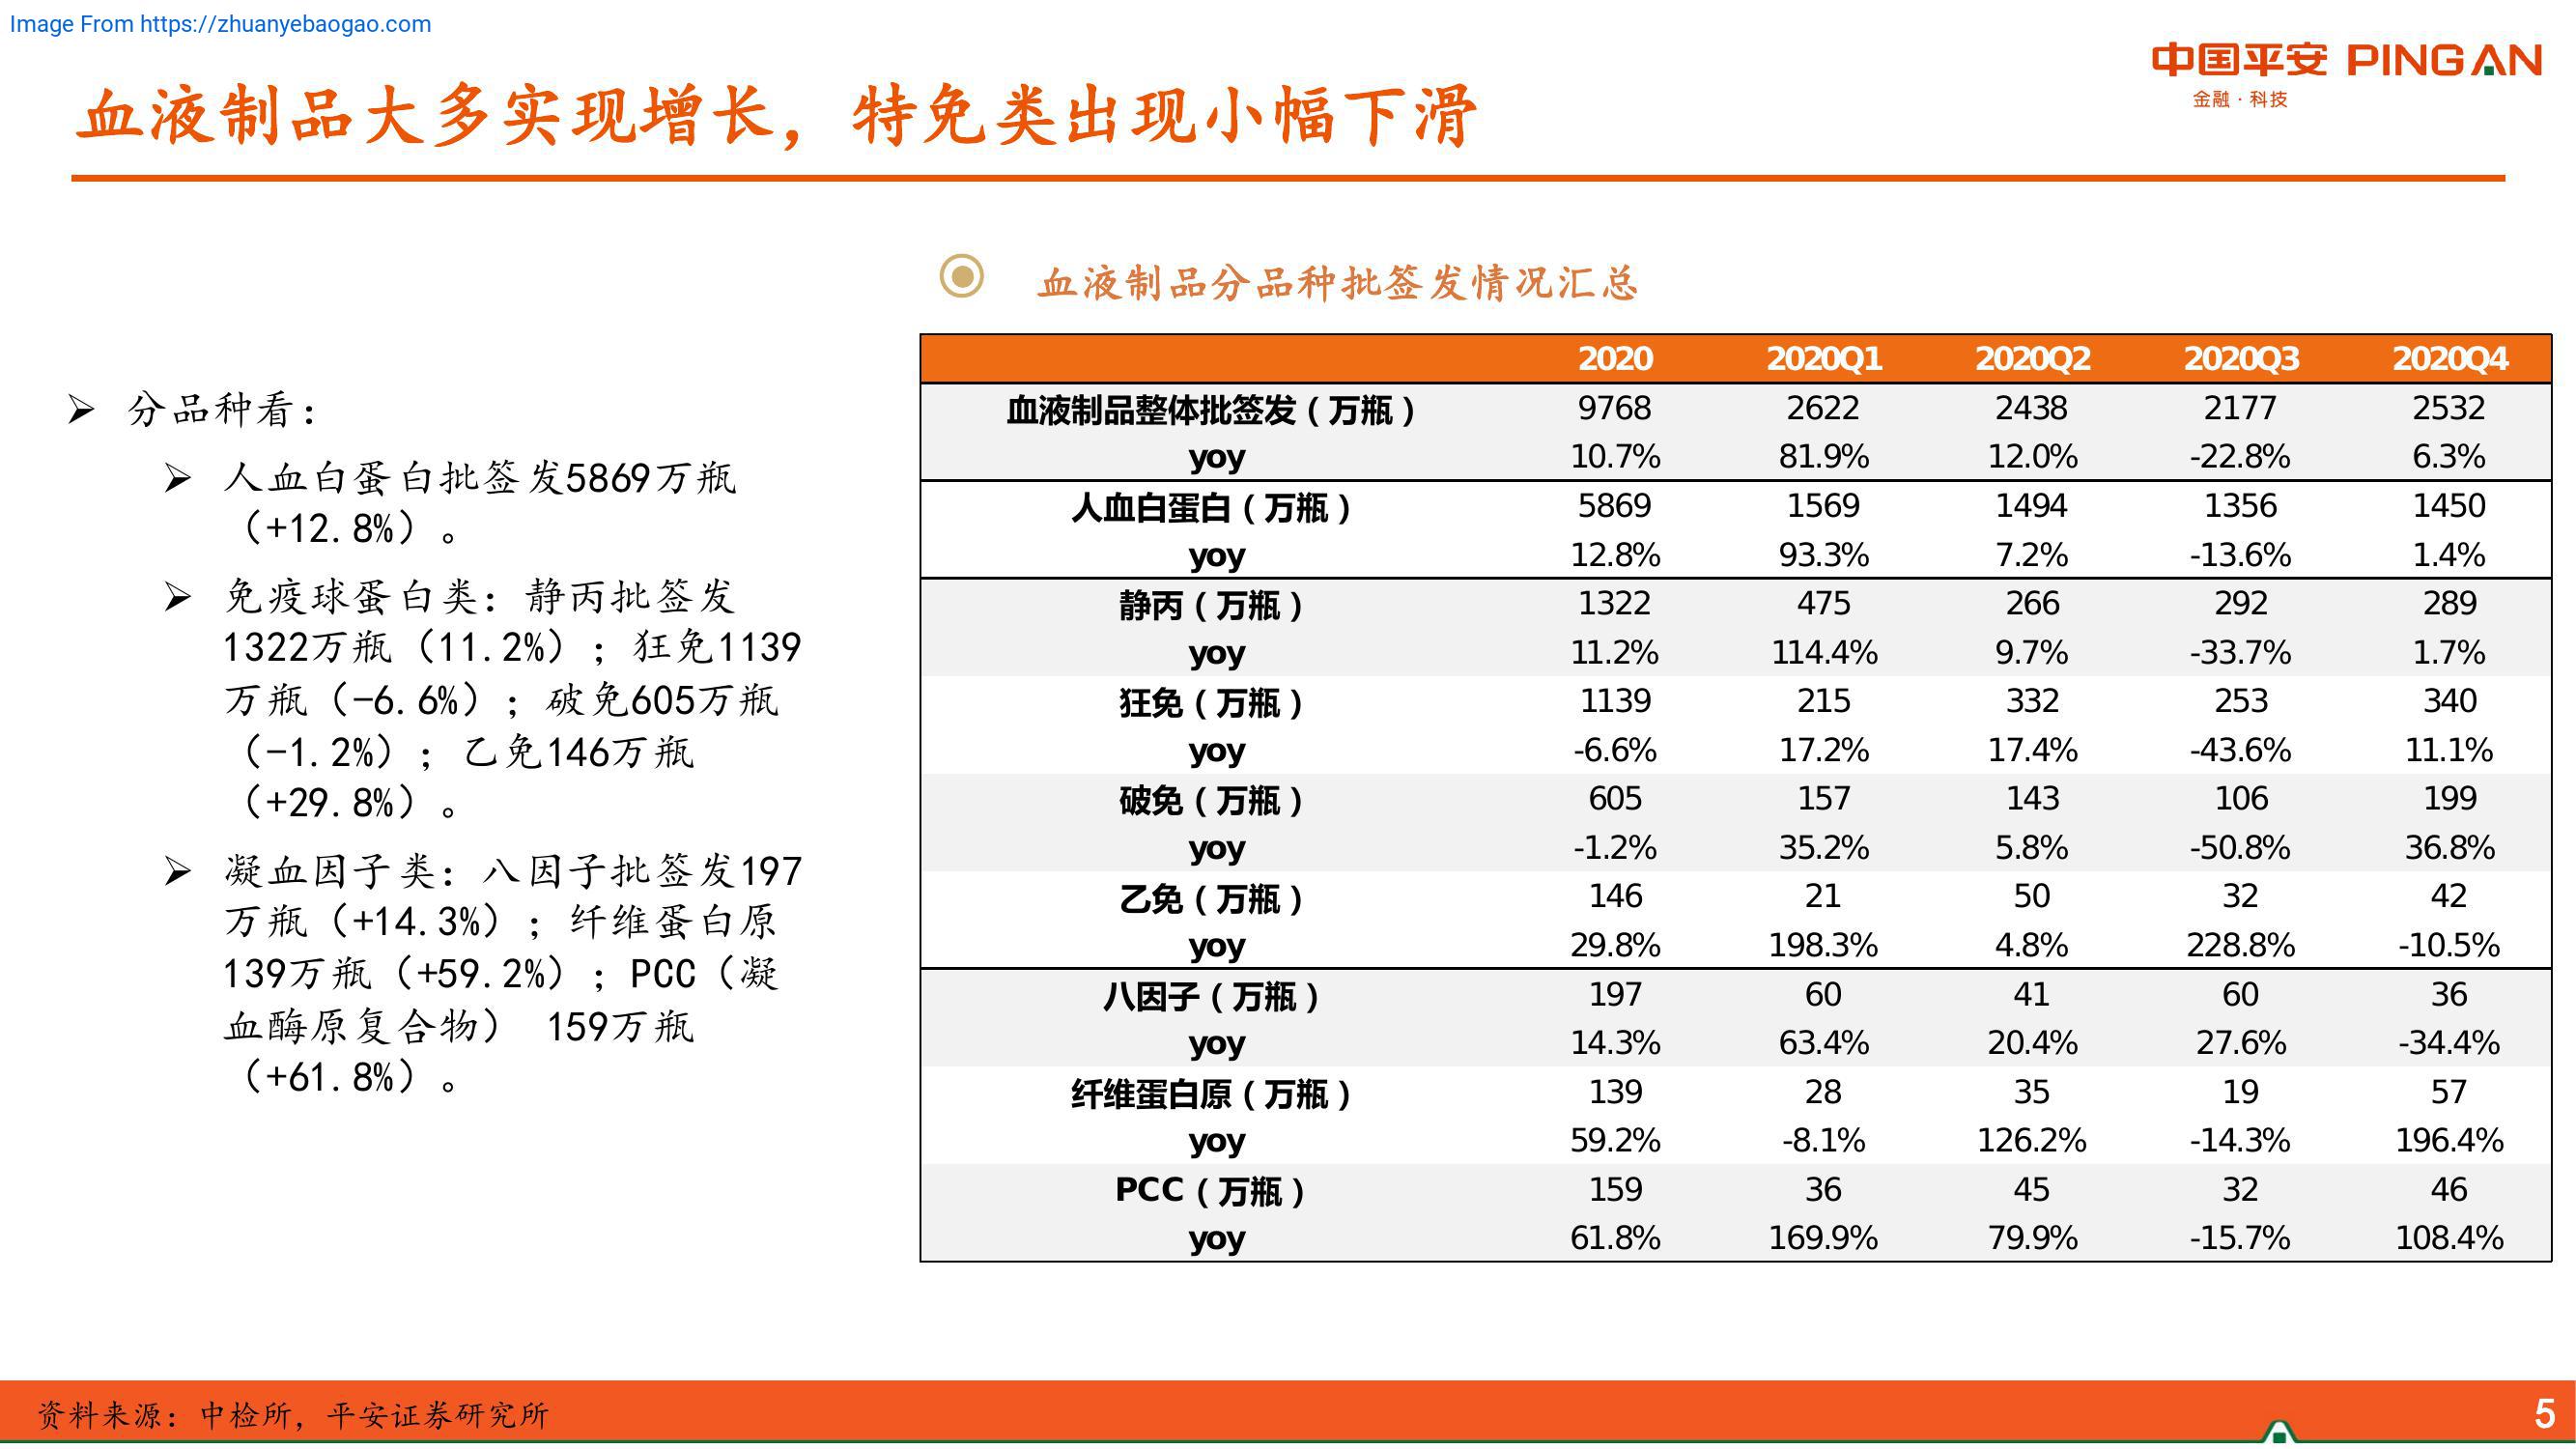 Image From https://zhuanyebaogao.com
中国平安 PINGAN
金融·科技
血液制品大多实现增长，特免类出现小幅下滑
血液制品分品种批签发情况汇总
分品种看：
人血白蛋白批签发5869万瓶
（+12.8%）。
免疫球蛋白类：静丙批签发
1322万瓶（11.2%）；狂免1139
万瓶（-6.6%）；破免605万瓶
（-1.2%）；乙免146万瓶
（+29.8%）。
凝血因子类：八因子批签发197
万瓶（+14.3%）；纤维蛋白原
139万瓶（+59.2%）；PCC（凝
血酶原复合物） 159万瓶
（+61.8%）。
2020 2020Q1 2020Q2 2020Q3 2020Q4
血液制品整体批签发（万瓶） 9768 2622 2438 2177 2532
yoy 10.7% 81.9% 12.0% -22.8% 6.3%
人血白蛋白（万瓶） 5869 1569 1494 1356 1450
yoy 12.8% 93.3% 7.2% -13.6% 1.4%
静丙（万瓶） 1322 475 266 292 289
yoy 11.2% 114.4% 9.7% -33.7% 1.7%
狂免（万瓶） 1139 215 332 253 340
yoy -6.6% 17.2% 17.4% -43.6% 11.1%
破免（万瓶） 605 157 143 106 199
yoy -1.2% 35.2% 5.8% -50.8% 36.8%
乙免（万瓶） 146 21 50 32 42
yoy 29.8% 198.3% 4.8% 228.8% -10.5%
八因子（万瓶） 197 60 41 60 36
yoy 14.3% 63.4% 20.4% 27.6% -34.4%
纤维蛋白原（万瓶） 139 28 35 19 57
yoy 59.2% -8.1% 126.2% -14.3% 196.4%
PCC（万瓶） 159 36 45 32 46
yoy 61.8% 169.9% 79.9% -15.7% 108.4%
资料来源：中检所，平安证券研究所
5